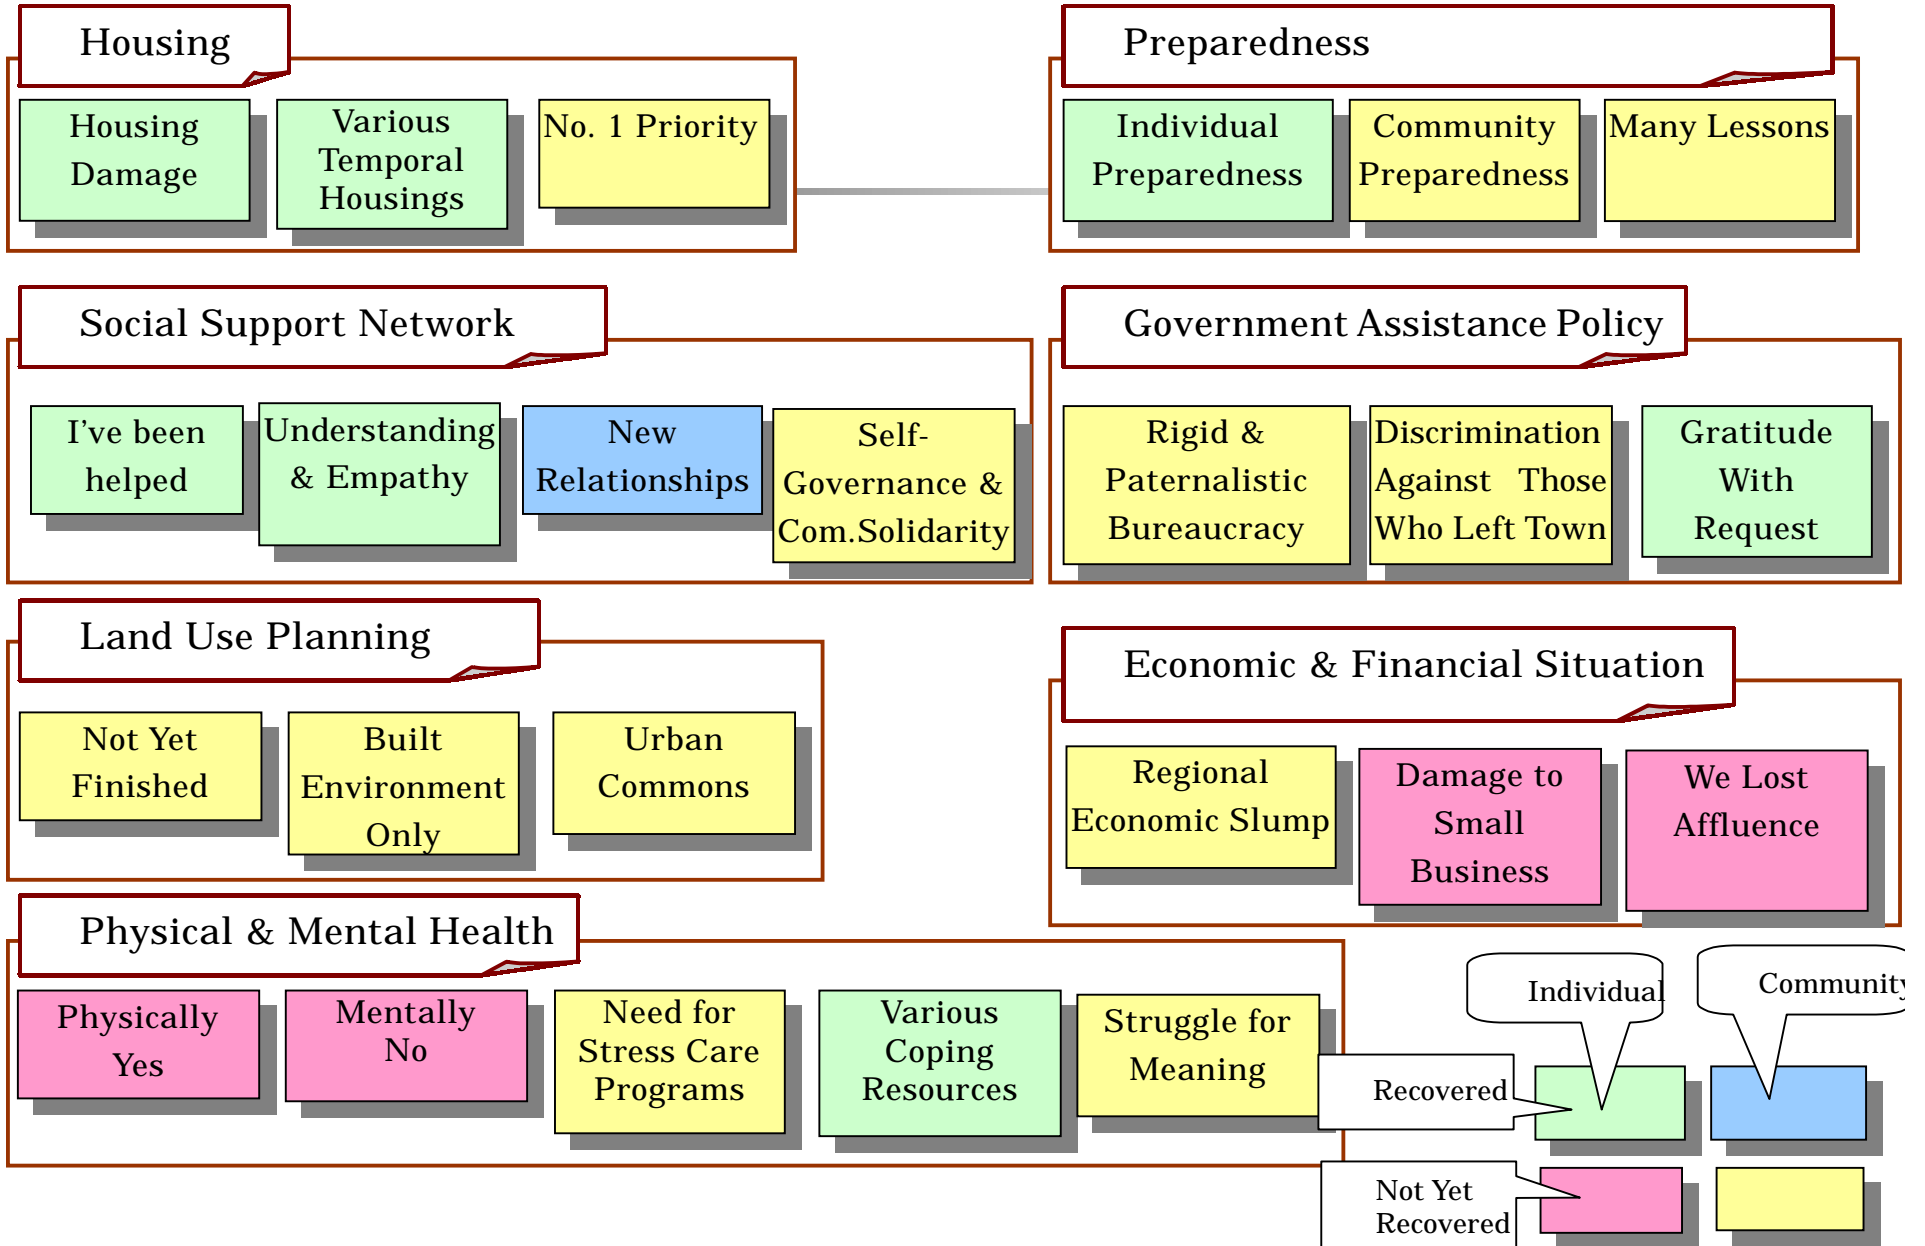 Housing
Housing
Damage
Various
Temporal
Housings
No. 1 Priority
Preparedness
Individual
Preparedness
Community
Preparedness
Many Lessons
Social Support Network
I've been
helped
Understanding
& Empathy
New
Relationships
Self-
Governance &
Com.Solidarity
Government Assistance Policy
Rigid &
Paternalistic
Bureaucracy
Discrimination
Against Those
Who Left Town
Gratitude
With
Request
Land Use Planning
Not Yet
Finished
Built
Environment
Only
Urban
Commons
Economic & Financial Situation
Regional
Economic Slump
Damage to
Small
Business
We Lost
Affluence
Physical & Mental Health
Physically
Yes
Mentally
No
Need for
Stress Care
Programs
Various
Coping
Resources
Struggle for
Meaning
Individual
Community
Recovered
Not Yet
Recovered